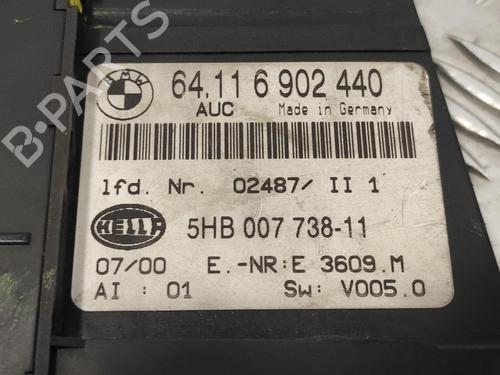 BMW
64.11 6 902 440
AUC Made in Germany
lfd. Nr. 02487/ II 1
HELLA 5HB 007 738-11
07/00 E.-NR:E 3609.M
AI : 01 Sw: V005.0
B-PARTS